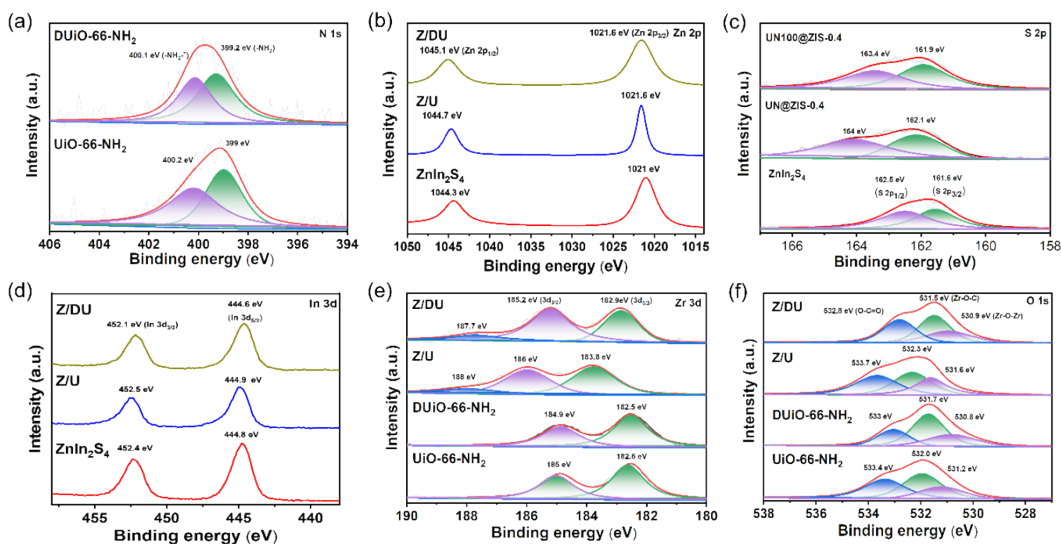 (a)
N 1s
DUiO-66-NH2
400.1 eV (-NH2-+)
399.2 eV (-NH2)
UiO-66-NH2
400.2 eV
399 eV
Intensity (a.u.)
406 404 402 400 398 396 394
Binding energy (eV)
(b)
Z/DU
1045.1 eV (Zn 2p1/2)
1021.6 eV (Zn 2p3/2)
Zn 2p
Z/U
1044.7 eV
1021.6 eV
ZnIn2S4
1044.3 eV
1021 eV
Intensity (a.u.)
1050 1045 1040 1035 1030 1025 1020 1015
Binding energy (eV)
(c)
S 2p
UN100@ZIS-0.4
163.4 eV
161.9 eV
UN@ZIS-0.4
164 eV
162.1 eV
ZnIn2S4
162.5 eV
(S 2p1/2)
161.6 eV
(S 2p3/2)
Intensity (a.u.)
166 164 162 160 158
Binding energy (eV)
(d)
In 3d
Z/DU
452.1 eV (In 3d3/2)
444.6 eV
(In 3d5/2)
Z/U
452.5 eV
444.9 eV
ZnIn2S4
452.4 eV
444.8 eV
Intensity (a.u.)
455 450 445 440
Binding energy (eV)
(e)
Zr 3d
Z/DU
187.7 eV
185.2 eV (3d3/2)
182.9eV (3d5/2)
Z/U
188 eV
186 eV
183.8 eV
DUiO-66-NH2
184.9 eV
182.5 eV
UiO-66-NH2
185 eV
182.6 eV
Intensity (a.u.)
190 188 186 184 182 180
Binding energy (eV)
(f)
O 1s
Z/DU
532.8 eV (O-C=O)
531.5 eV (Zr-O-C)
530.9 eV (Zr-O-Zr)
Z/U
533.7 eV
532.3 eV
531.6 eV
DUiO-66-NH2
533 eV
531.7 eV
530.8 eV
UiO-66-NH2
533.4 eV
532.0 eV
531.2 eV
Intensity (a.u.)
538 536 534 532 530 528
Binding energy (eV)